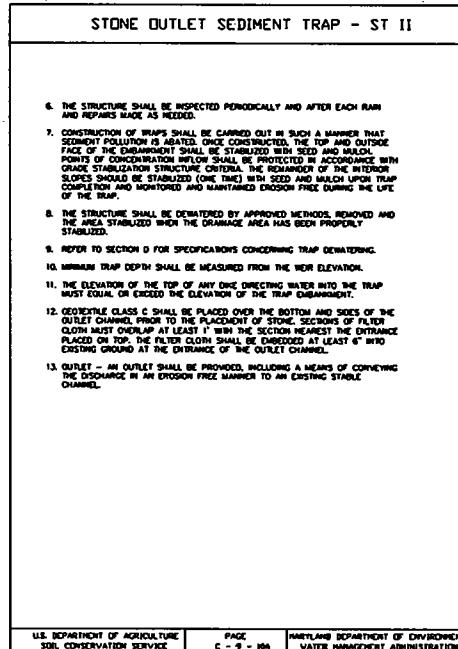 STONE OUTLET SEDIMENT TRAP - ST II
6. THE STRUCTURE SHALL BE INSPECTED PERIODICALLY AND AFTER EACH RAIN
AND REPAIRS MADE AS NEEDED.
7. CONSTRUCTION OF TRAPS SHALL BE CARRIED OUT IN SUCH A MANNER THAT
SEDIMENT POLLUTION IS ABATED. ONCE CONSTRUCTED, THE TOP AND OUTSIDE
FACE OF THE EMBANKMENT SHALL BE STABILIZED WITH SEED AND MULCH.
POINTS OF CONCENTRATION INFLOW SHALL BE PROTECTED IN ACCORDANCE WITH
GRADE STABILIZATION STRUCTURE CRITERIA. THE REMAINDER OF THE INTERIOR
SLOPES SHOULD BE STABILIZED (ONE TIME) WITH SEED AND MULCH UPON TRAP
COMPLETION AND MONITORED AND MAINTAINED EROSION FREE DURING THE LIFE
OF THE TRAP.
8. THE STRUCTURE SHALL BE DEWATERED BY APPROVED METHODS, REMOVED AND
THE AREA STABILIZED WHEN THE DRAINAGE AREA HAS BEEN PROPERLY
STABILIZED.
9. REFER TO SECTION D FOR SPECIFICATIONS CONCERNING TRAP DEWATERING.
10. MINIMUM TRAP DEPTH SHALL BE MEASURED FROM THE WEIR ELEVATION.
11. THE ELEVATION OF THE TOP OF ANY DIKE DIRECTING WATER INTO THE TRAP
MUST EQUAL OR EXCEED THE ELEVATION OF THE TRAP EMBANKMENT.
12. GEOTEXTILE CLASS C SHALL BE PLACED OVER THE BOTTOM AND SIDES OF THE
OUTLET CHANNEL PRIOR TO THE PLACEMENT OF STONE. SECTIONS OF FILTER
CLOTH MUST OVERLAP AT LEAST 1' WITH THE SECTION NEAREST THE ENTRANCE
PLACED ON TOP. THE FILTER CLOTH SHALL BE EMBEDDED AT LEAST 6" INTO
EXISTING GROUND AT THE ENTRANCE OF THE OUTLET CHANNEL.
13. OUTLET - AN OUTLET SHALL BE PROVIDED, INCLUDING A MEANS OF CONVEYING
THE DISCHARGE IN AN EROSION FREE MANNER TO AN EXISTING STABLE
CHANNEL.
U.S. DEPARTMENT OF AGRICULTURE
SOIL CONSERVATION SERVICE
PAGE
C - 9 - 10A
MARYLAND DEPARTMENT OF ENVIRONMEN
WATER MANAGEMENT ADMINISTRATION